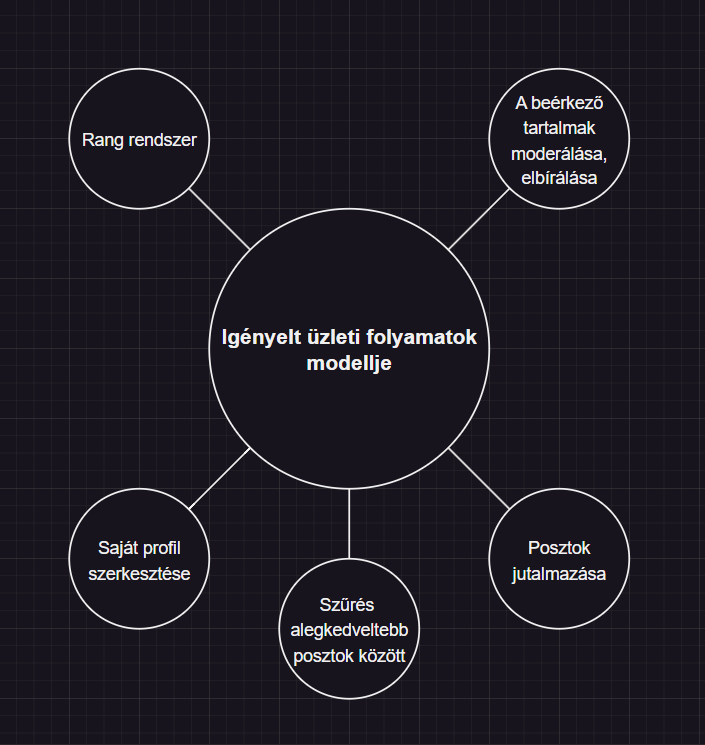 Rang rendszer
A beérkező
tartalmak
moderálása,
elbírálása
Igényelt üzleti folyamatok
modellje
Saját profil
szerkesztése
Szűrés
alegkedveltebb
posztok között
Posztok
jutalmazása